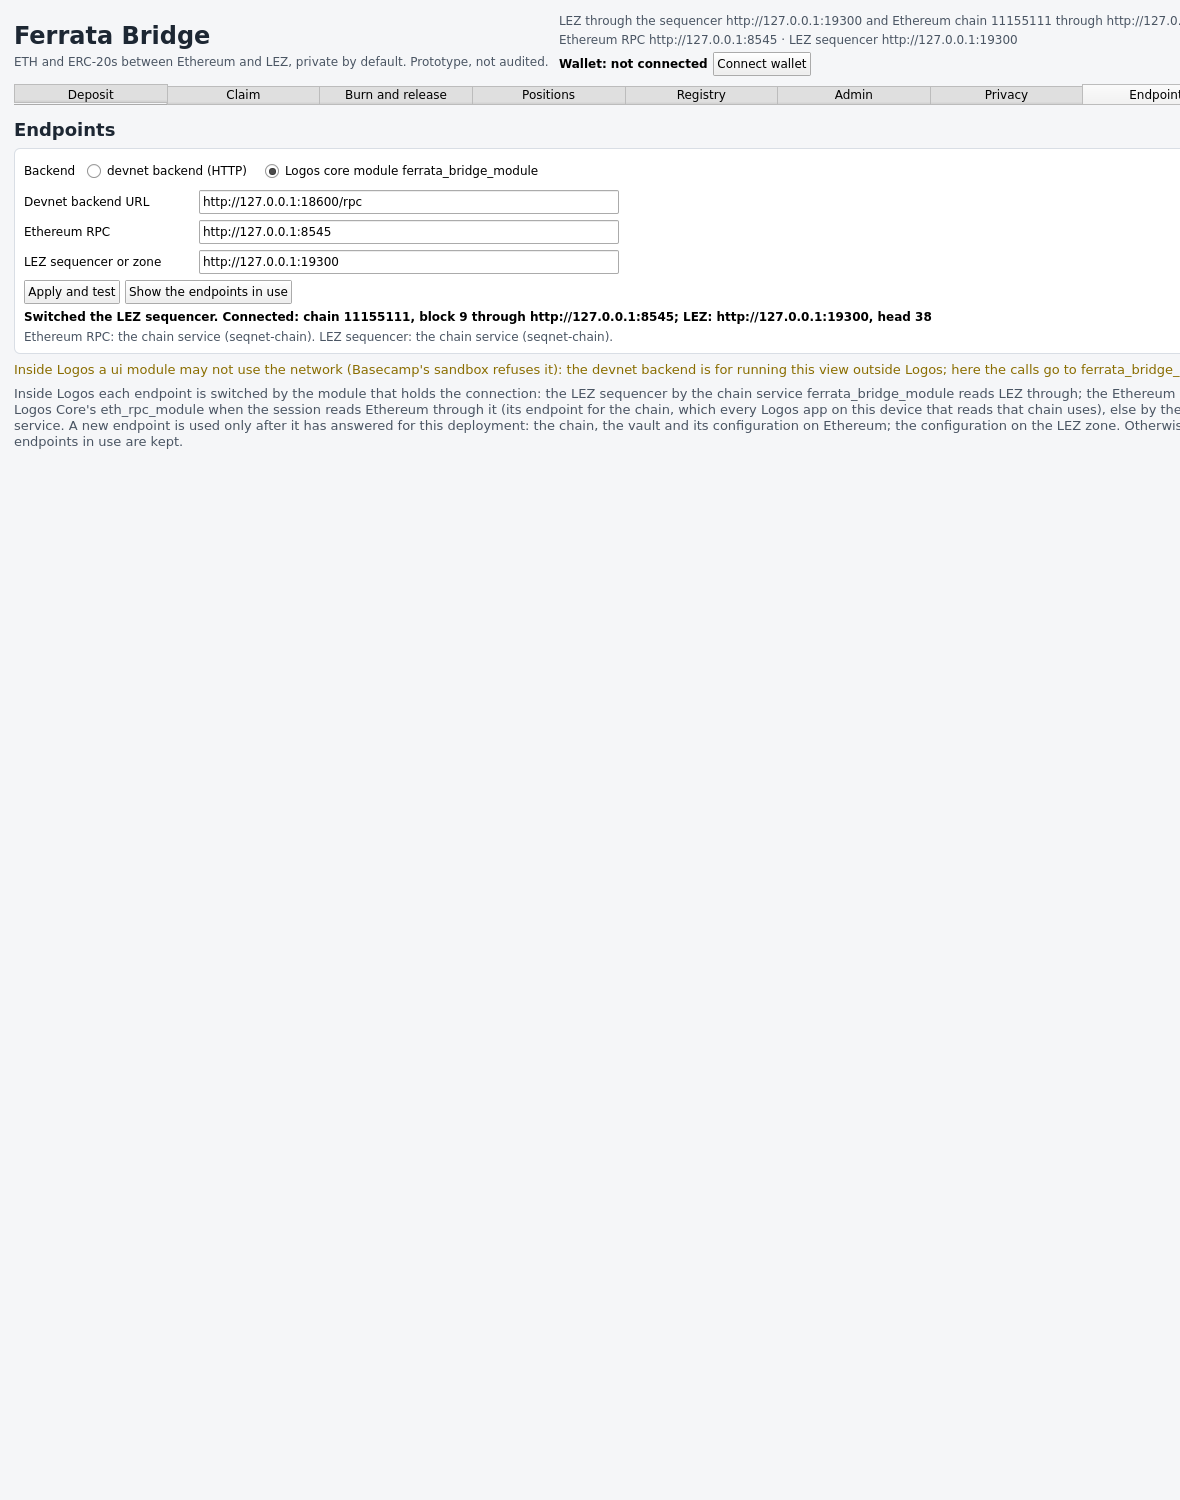 Ferrata Bridge
ETH and ERC-20s between Ethereum and LEZ, private by default. Prototype, not audited.
LEZ through the sequencer http://127.0.0.1:19300 and Ethereum chain 11155111 through http://127.0.
Ethereum RPC http://127.0.0.1:8545 · LEZ sequencer http://127.0.0.1:19300
Wallet: not connected Connect wallet
Deposit Claim Burn and release Positions Registry Admin Privacy Endpoint
Endpoints
Backend devnet backend (HTTP) Logos core module ferrata_bridge_module
Devnet backend URL http://127.0.0.1:18600/rpc
Ethereum RPC http://127.0.0.1:8545
LEZ sequencer or zone http://127.0.0.1:19300
Apply and test Show the endpoints in use
Switched the LEZ sequencer. Connected: chain 11155111, block 9 through http://127.0.0.1:8545; LEZ: http://127.0.0.1:19300, head 38
Ethereum RPC: the chain service (seqnet-chain). LEZ sequencer: the chain service (seqnet-chain).
Inside Logos a ui module may not use the network (Basecamp's sandbox refuses it): the devnet backend is for running this view outside Logos; here the calls go to ferrata_bridge_
Inside Logos each endpoint is switched by the module that holds the connection: the LEZ sequencer by the chain service ferrata_bridge_module reads LEZ through; the Ethereum
Logos Core's eth_rpc_module when the session reads Ethereum through it (its endpoint for the chain, which every Logos app on this device that reads that chain uses), else by the
service. A new endpoint is used only after it has answered for this deployment: the chain, the vault and its configuration on Ethereum; the configuration on the LEZ zone. Otherwis
endpoints in use are kept.